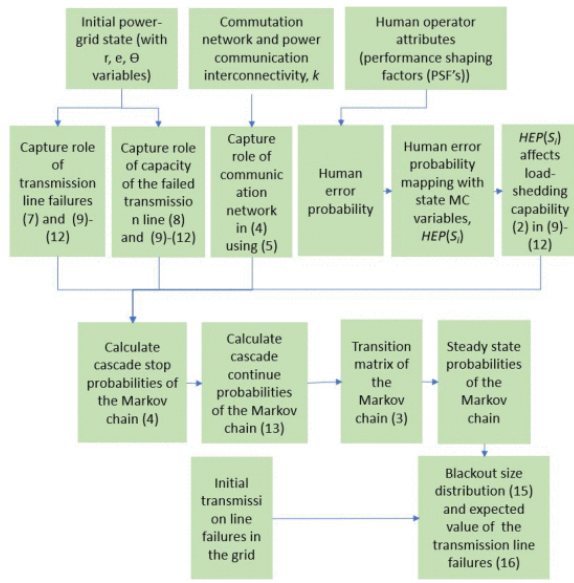 Initial power-
grid state (with
r, e, Ɵ
variables)
Commutation
network and power
communication
interconnectivity, k
Human operator
attributes
(performance shaping
factors (PSF's))
Capture role
of
transmission
line failures
(7) and (9)-
(12)
Capture role
of capacity
of the failed
transmissio
n line (8)
and (9)-(12)
Capture
role of
communic
ation
network
in (4)
using (5)
Human
error
probability
Human error
probability
mapping with
state MC
variables,
HEP(Si)
HEP(Si)
affects
load-
shedding
capability
(2) in (9)-
(12)
Calculate
cascade stop
probabilities of
the Markov
chain (4)
Calculate
cascade
continue
probabilities
of the Markov
chain (13)
Transition
matrix of
the
Markov
chain (3)
Steady state
probabilities
of the
Markov
chain
Initial
transmissi
on line
failures in
the grid
Blackout size
distribution (15)
and expected
value of the
transmission line
failures (16)